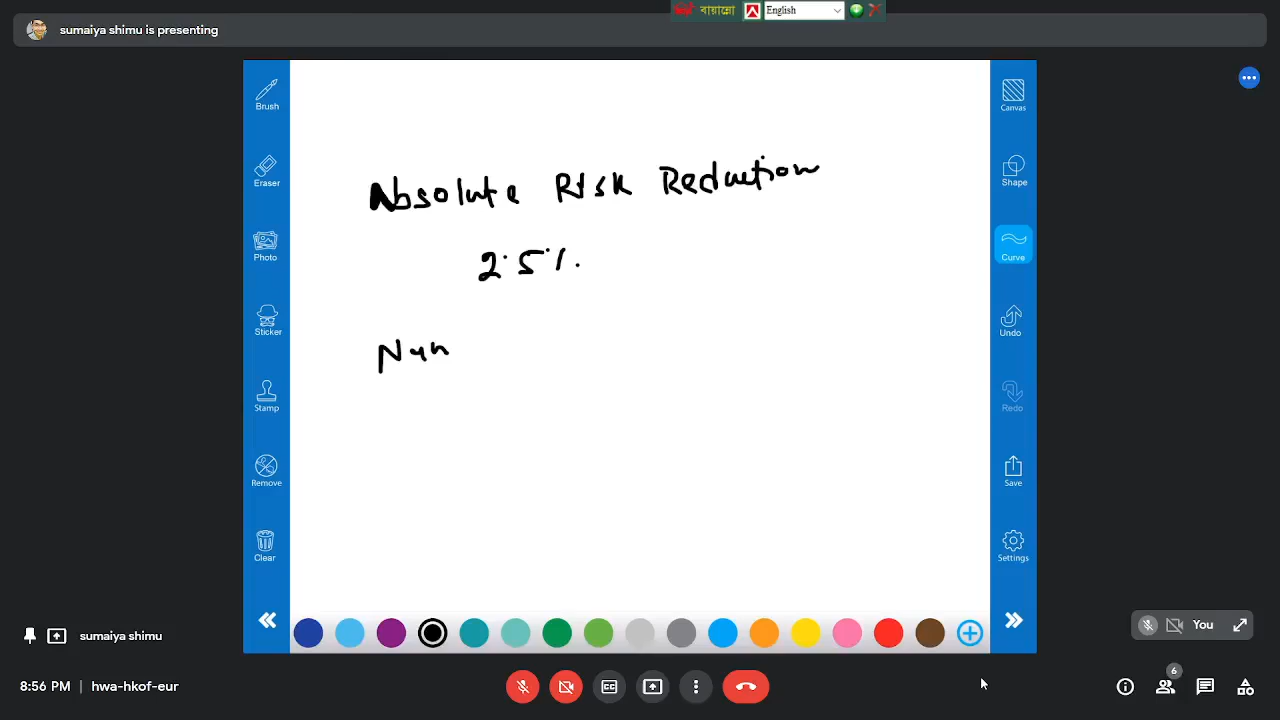 বায়ান্নো English
sumaiya shimu is presenting
Brush
Eraser
Photo
Sticker
Stamp
Remove
Clear
Absolute Risk Reduction
2.5%
Num
Canvas
Shape
Curve
Undo
Redo
Save
Settings
sumaiya shimu
You
8:56 PM | hwa-hkof-eur
6